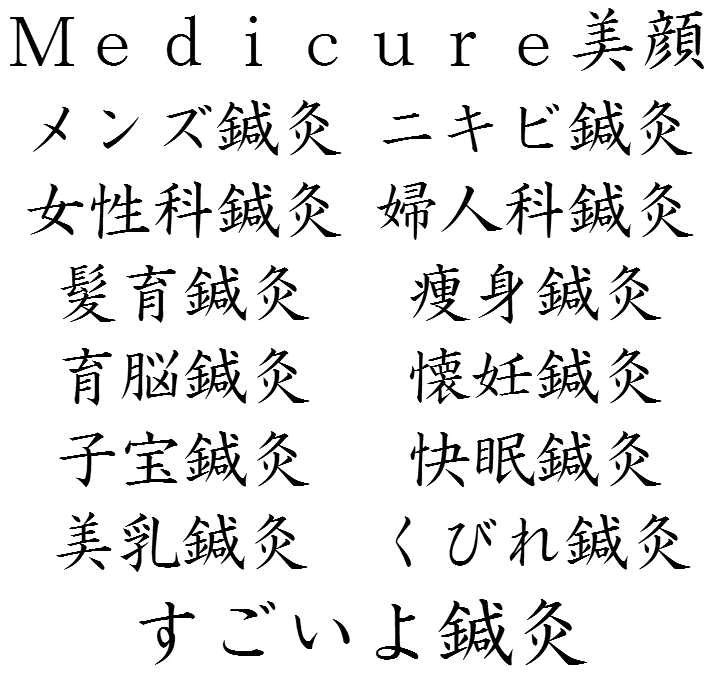 Ｍｅｄｉｃｕｒｅ美顔
メンズ鍼灸 ニキビ鍼灸
女性科鍼灸 婦人科鍼灸
髪育鍼灸 痩身鍼灸
育脳鍼灸 懐妊鍼灸
子宝鍼灸 快眠鍼灸
美乳鍼灸 くびれ鍼灸
すごいよ鍼灸